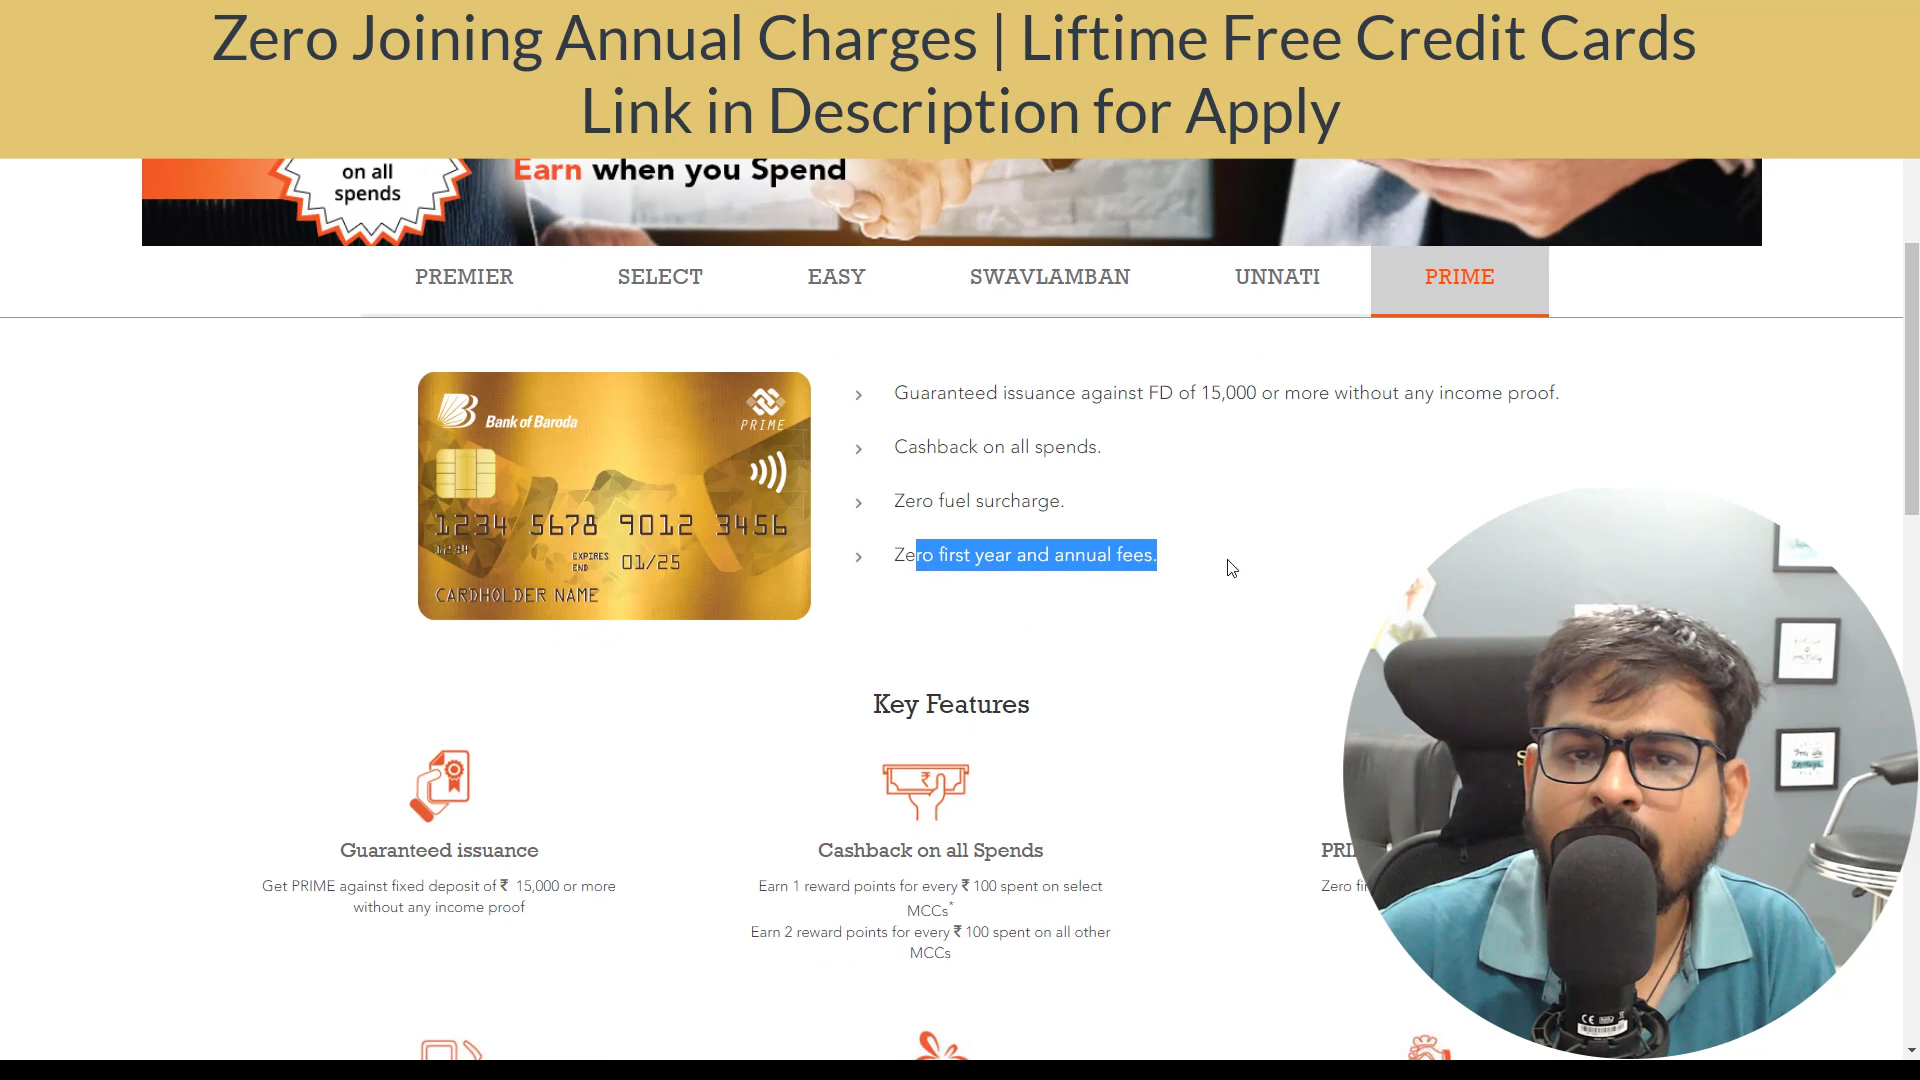 Zero Joining Annual Charges | Liftime Free Credit Cards
Link in Description for Apply
on all
spends
Earn when you Spend
PREMIER
SELECT
EASY
SWAVLAMBAN
UNNATI
PRIME
Bank of Baroda
PRIME
1234 5678 9012 3456
1234
EXPIRES
END
01/25
CARDHOLDER NAME
Guaranteed issuance against FD of 15,000 or more without any income proof.
Cashback on all spends.
Zero fuel surcharge.
Zero first year and annual fees.
Key Features
Guaranteed issuance
Get PRIME against fixed deposit of ₹ 15,000 or more
without any income proof
Cashback on all Spends
Earn 1 reward points for every ₹ 100 spent on select
MCCs*
Earn 2 reward points for every ₹ 100 spent on all other
MCCs
PRI
Zero fi